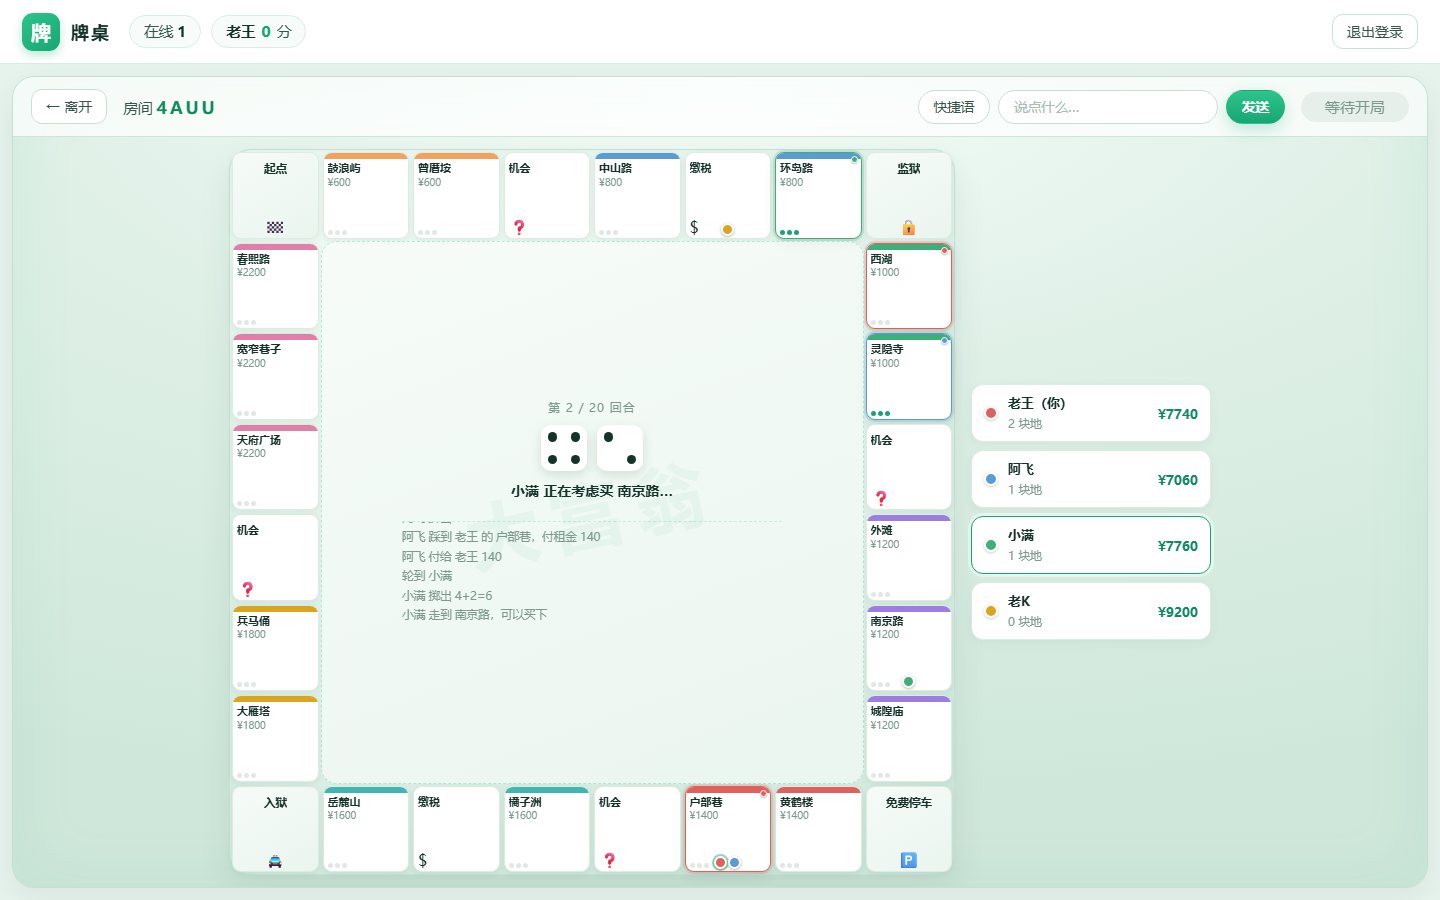 牌 牌桌 在线 1 老王 0 分 退出登录
← 离开 房间 4AUU 快捷语 说点什么... 发送 等待开局
起点 鼓浪屿 ¥600 曾厝垵 ¥600 机会 ❓ 中山路 ¥800 缴税 $ 环岛路 ¥800 监狱
春熙路 ¥2200
西湖 ¥1000
宽窄巷子 ¥2200
灵隐寺 ¥1000
天府广场 ¥2200
机会 ❓
机会 ❓
外滩 ¥1200
兵马俑 ¥1800
南京路 ¥1200
大雁塔 ¥1800
城隍庙 ¥1200
第 2 / 20 回合
小满 正在考虑买 南京路...
大富翁
阿飞 踩到 老王 的 户部巷，付租金 140
阿飞 付给 老王 140
轮到 小满
小满 掷出 4+2=6
小满 走到 南京路，可以买下
老王（你） 2 块地 ¥7740
阿飞 1 块地 ¥7060
小满 1 块地 ¥7760
老K 0 块地 ¥9200
入狱 岳麓山 ¥1600 缴税 $ 橘子洲 ¥1600 机会 ❓ 户部巷 ¥1400 黄鹤楼 ¥1400 免费停车 P